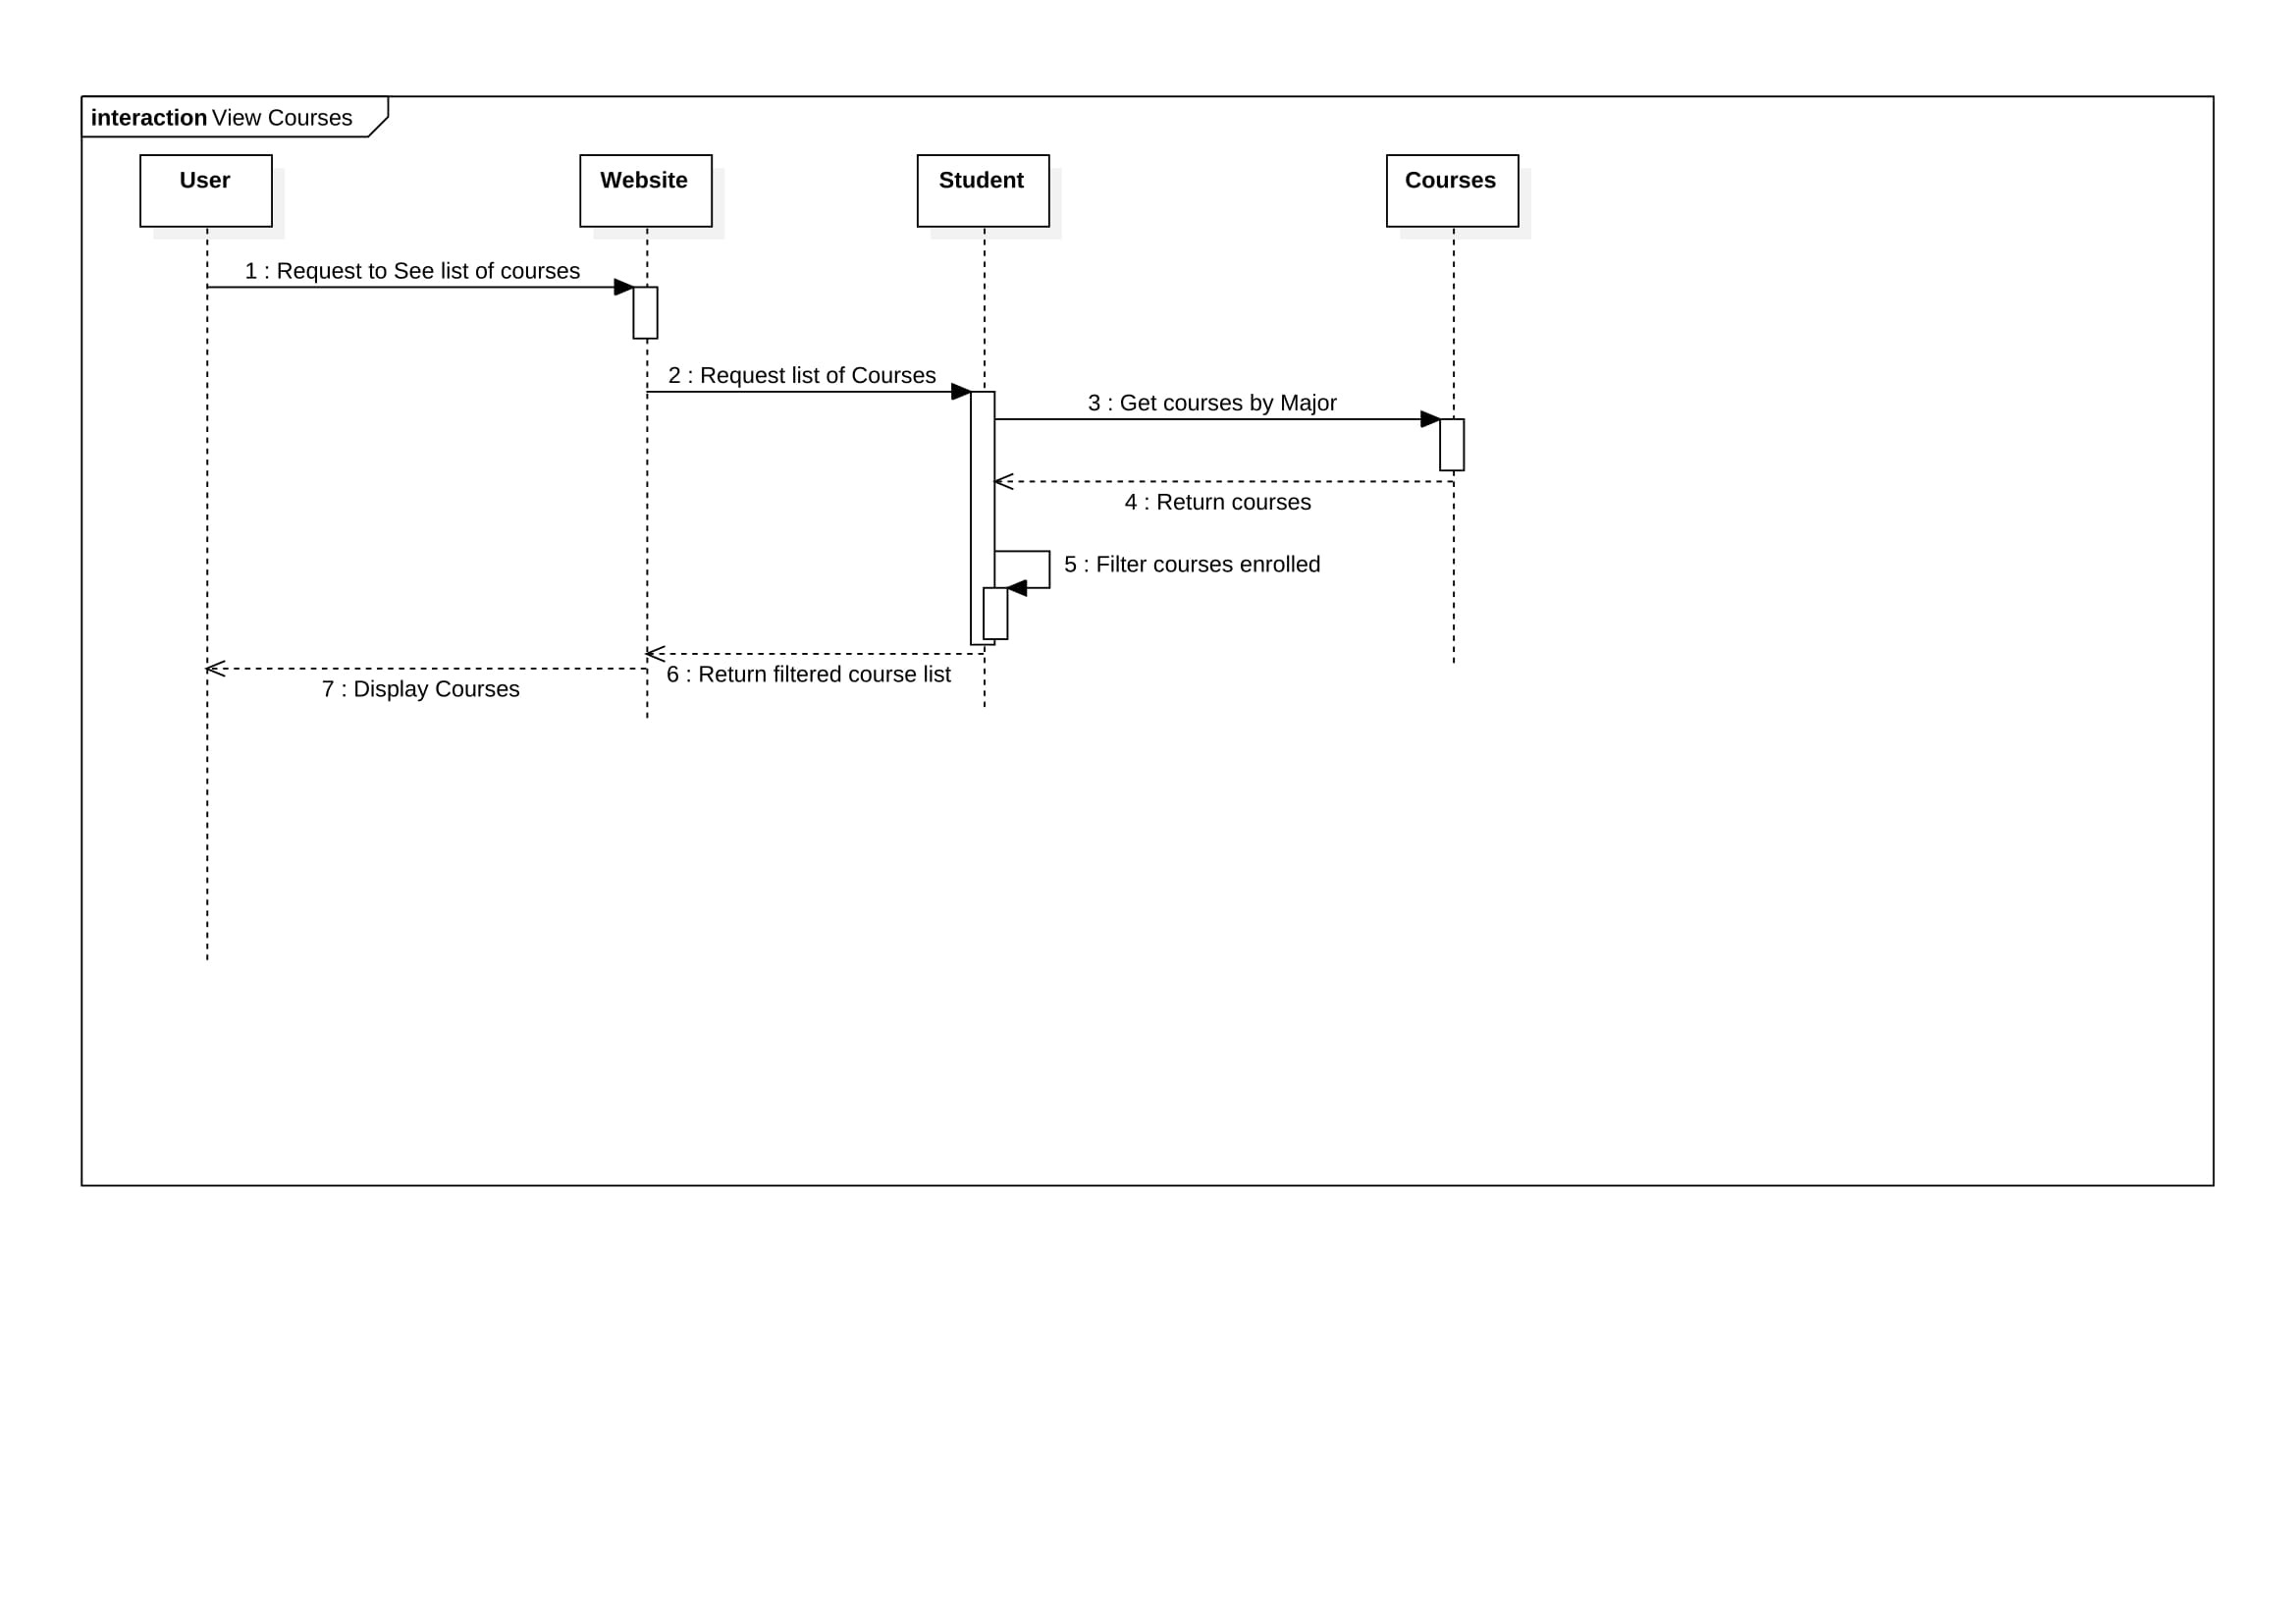 interaction View Courses
User
Website
Student
Courses
1 : Request to See list of courses
2 : Request list of Courses
3 : Get courses by Major
4 : Return courses
5 : Filter courses enrolled
6 : Return filtered course list
7 : Display Courses